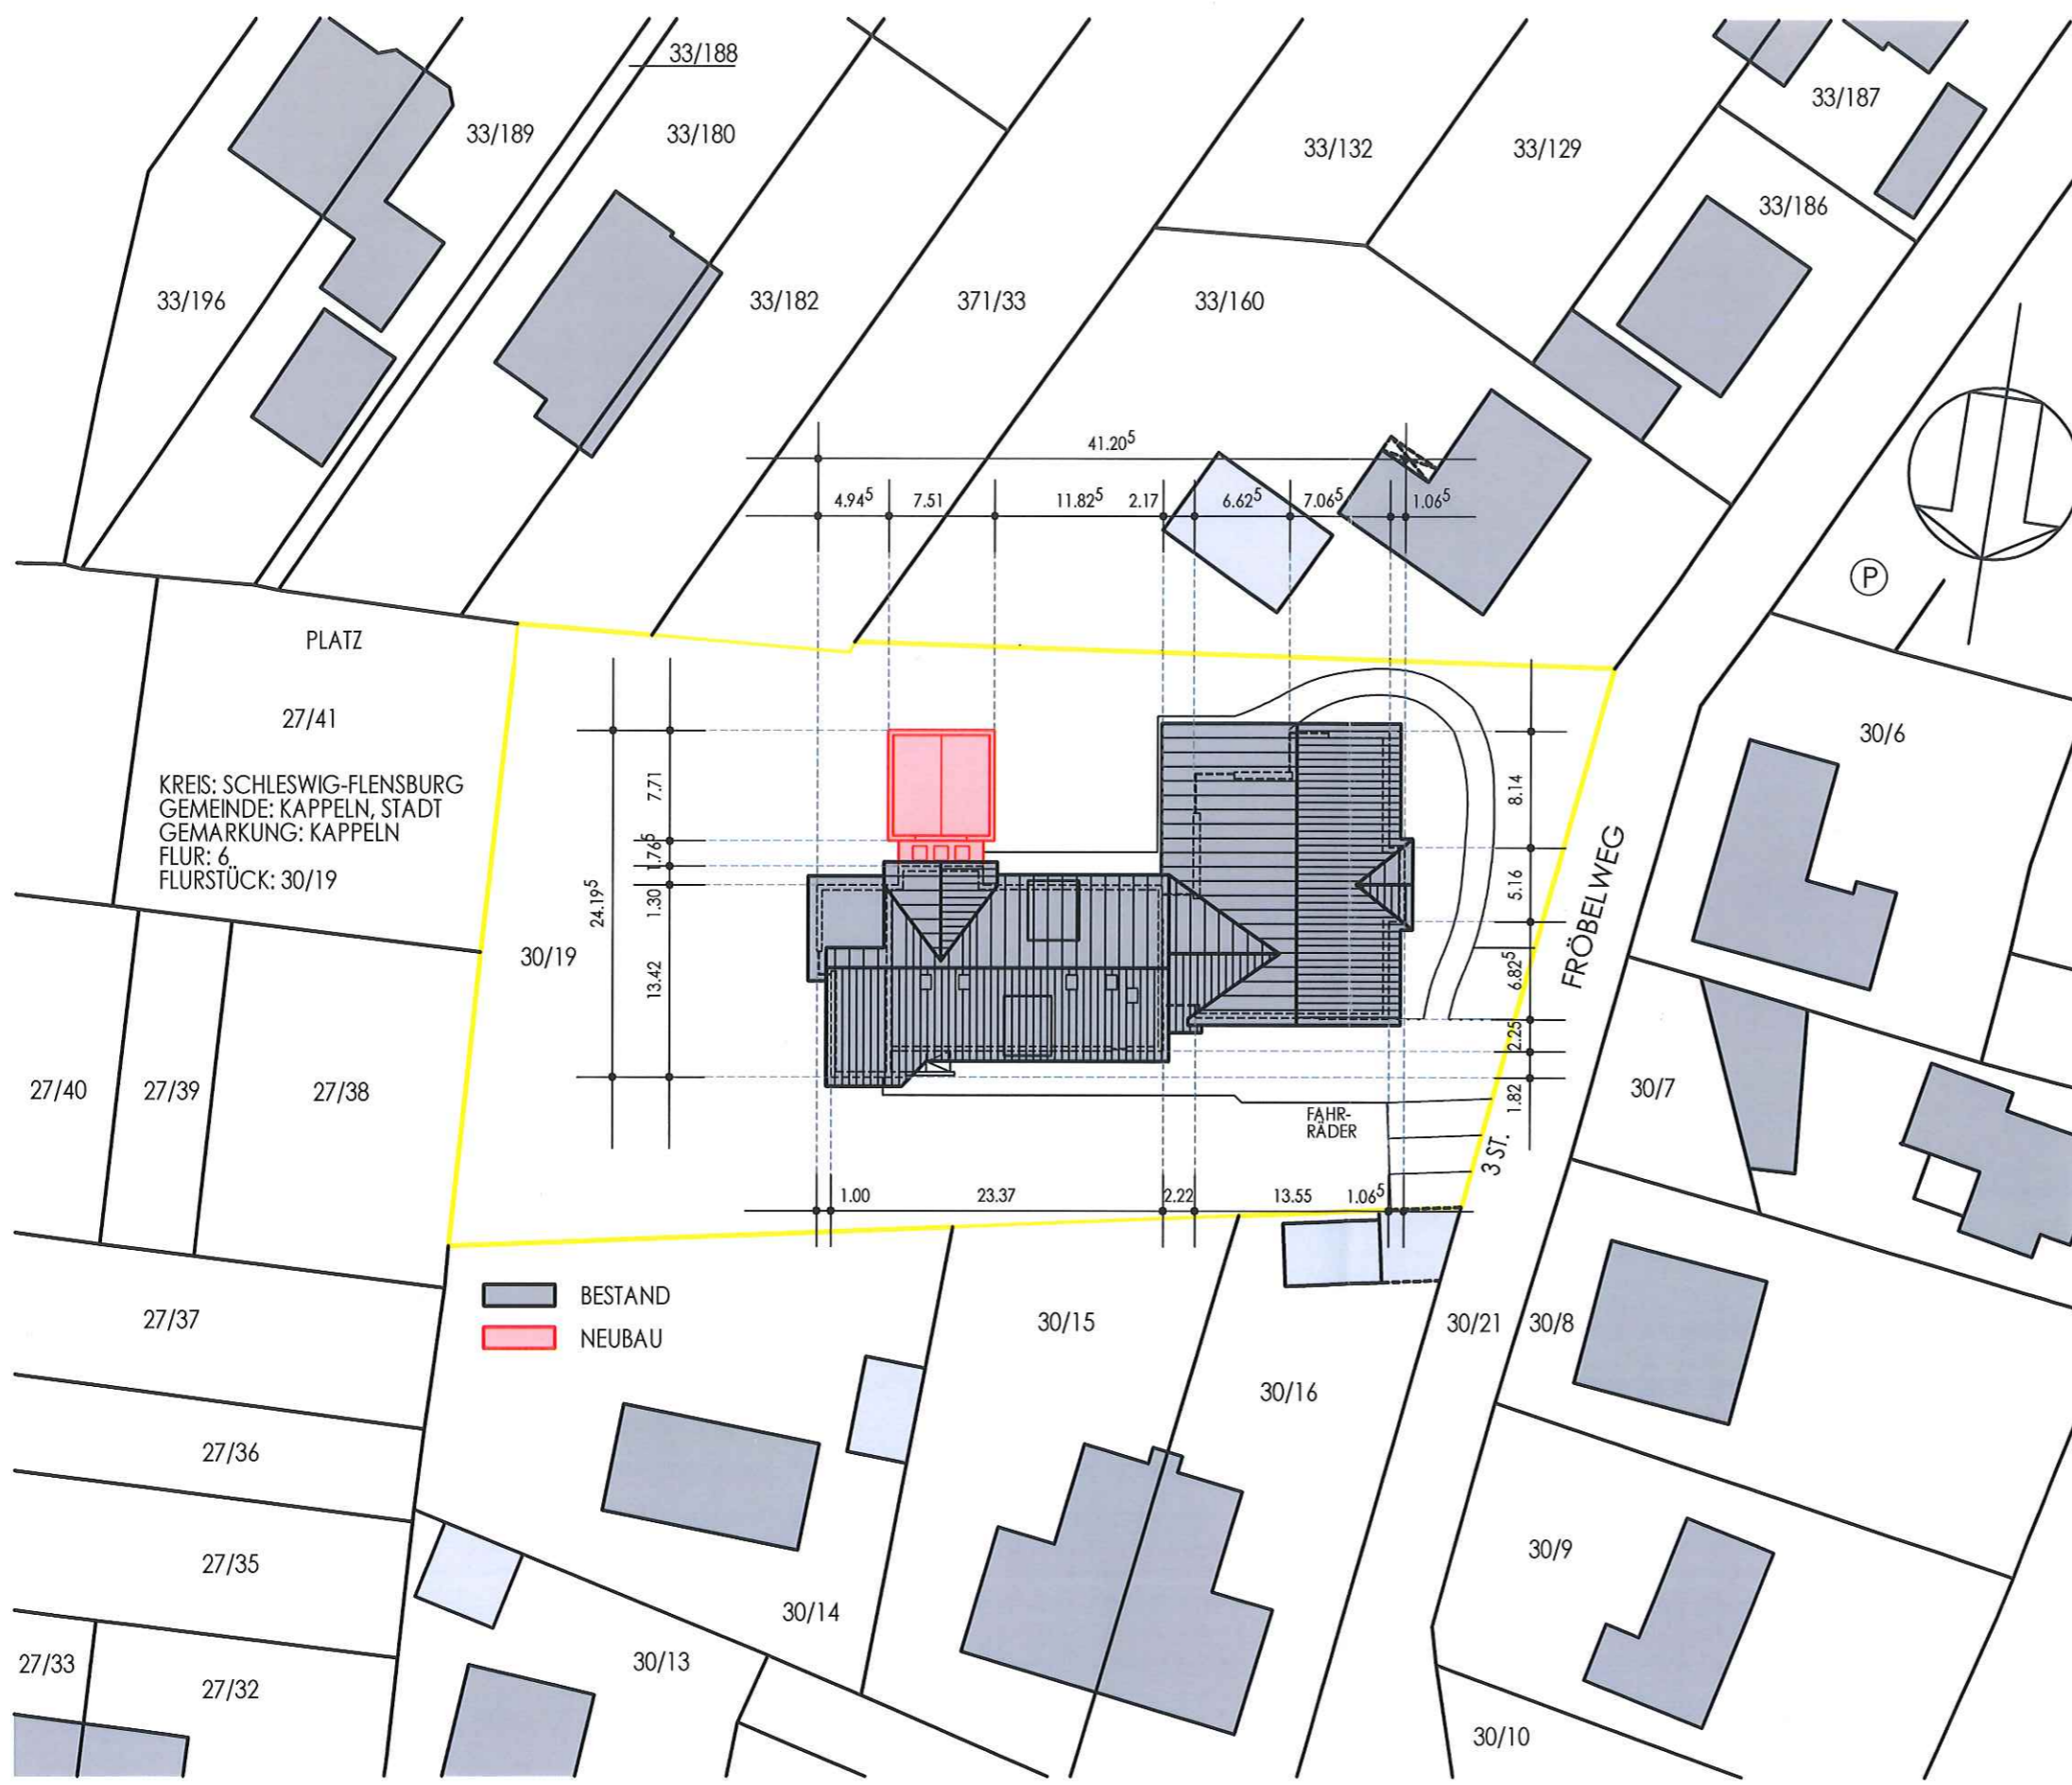 33/188
33/189
33/180
33/132
33/129
33/187
33/186
33/196
33/182
371/33
33/160
41.20⁵
4.94⁵ 7.51 11.82⁵ 2.17 6.62⁵ 7.06⁵ 1.06⁵
P
PLATZ
27/41
KREIS: SCHLESWIG-FLENSBURG
GEMEINDE: KAPPELN, STADT
GEMARKUNG: KAPPELN
FLUR: 6,
FLURSTÜCK: 30/19
30/19
24.19⁵
7.71
1.76⁵
1.30
13.42
8.14
5.16
6.82⁵
2.25
1.82
FRÖBELWEG
30/6
27/40
27/39
27/38
30/7
FAHR-
RÄDER
3 ST.
1.00 23.37 2.22 13.55 1.06⁵
BESTAND
NEUBAU
27/37
30/15
30/21
30/8
30/16
27/36
27/35
30/9
30/14
27/33
30/13
27/32
30/10